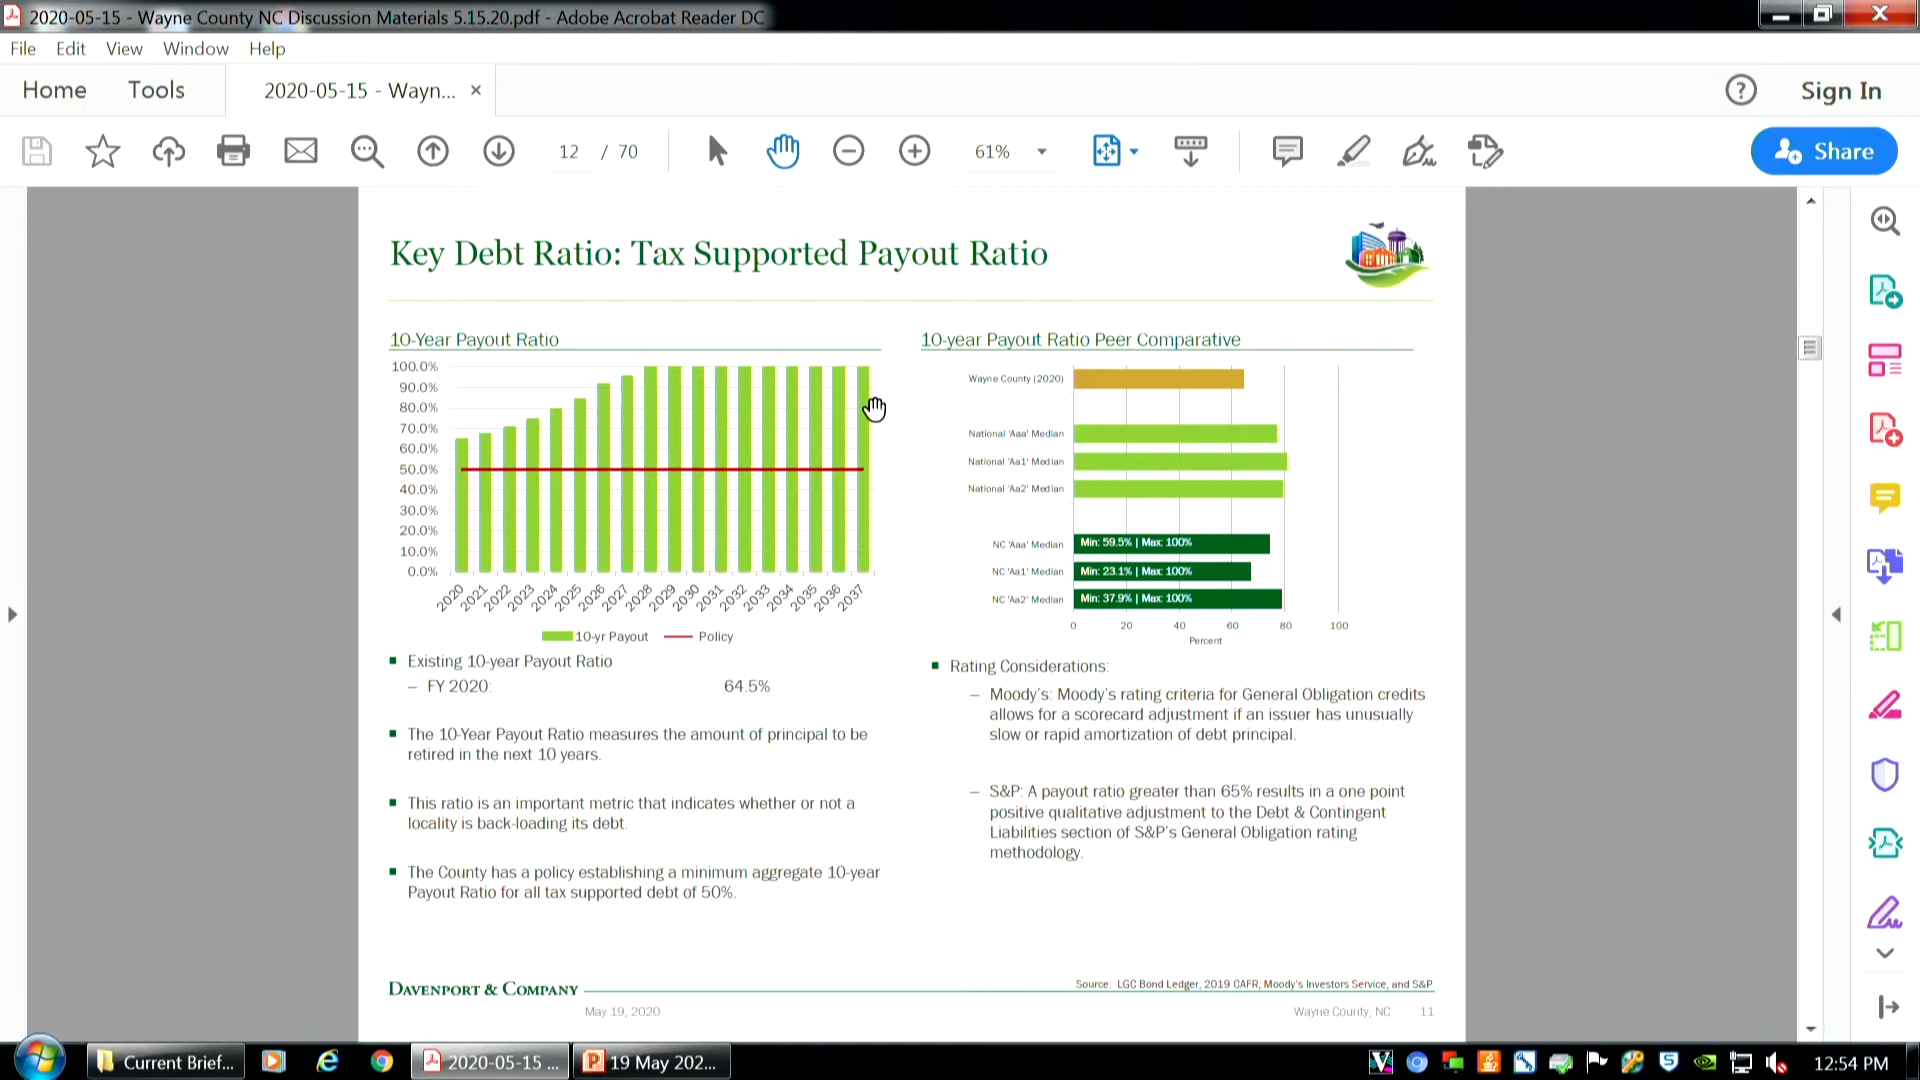 2020-05-15 - Wayne County NC Discussion Materials 5.15.20.pdf - Adobe Acrobat Reader DC
File Edit View Window Help
Home Tools 2020-05-15 - Wayn... × ? Sign In
12 / 70 61% Share
Key Debt Ratio: Tax Supported Payout Ratio
10-Year Payout Ratio
100.0%
90.0%
80.0%
70.0%
60.0%
50.0%
40.0%
30.0%
20.0%
10.0%
0.0%
2020 2021 2022 2023 2024 2025 2026 2027 2028 2029 2030 2031 2032 2033 2034 2035 2036 2037
10-yr Payout Policy
Existing 10-year Payout Ratio
– FY 2020: 64.5%
The 10-Year Payout Ratio measures the amount of principal to be
retired in the next 10 years.
This ratio is an important metric that indicates whether or not a
locality is back-loading its debt.
The County has a policy establishing a minimum aggregate 10-year
Payout Ratio for all tax supported debt of 50%.
10-year Payout Ratio Peer Comparative
Wayne County (2020)
National 'Aaa' Median
National 'Aa1' Median
National 'Aa2' Median
NC 'Aaa' Median Min: 59.5% | Max: 100%
NC 'Aa1' Median Min: 23.1% | Max: 100%
NC 'Aa2' Median Min: 37.9% | Max: 100%
0 20 40 60 80 100
Percent
Rating Considerations:
– Moody's: Moody's rating criteria for General Obligation credits
allows for a scorecard adjustment if an issuer has unusually
slow or rapid amortization of debt principal.
– S&P: A payout ratio greater than 65% results in a one point
positive qualitative adjustment to the Debt & Contingent
Liabilities section of S&P's General Obligation rating
methodology.
Source: LGC Bond Ledger, 2019 CAFR, Moody's Investors Service, and S&P
DAVENPORT & COMPANY
May 19, 2020 Wayne County, NC 11
Current Brief... 2020-05-15 ... 19 May 202... 12:54 PM